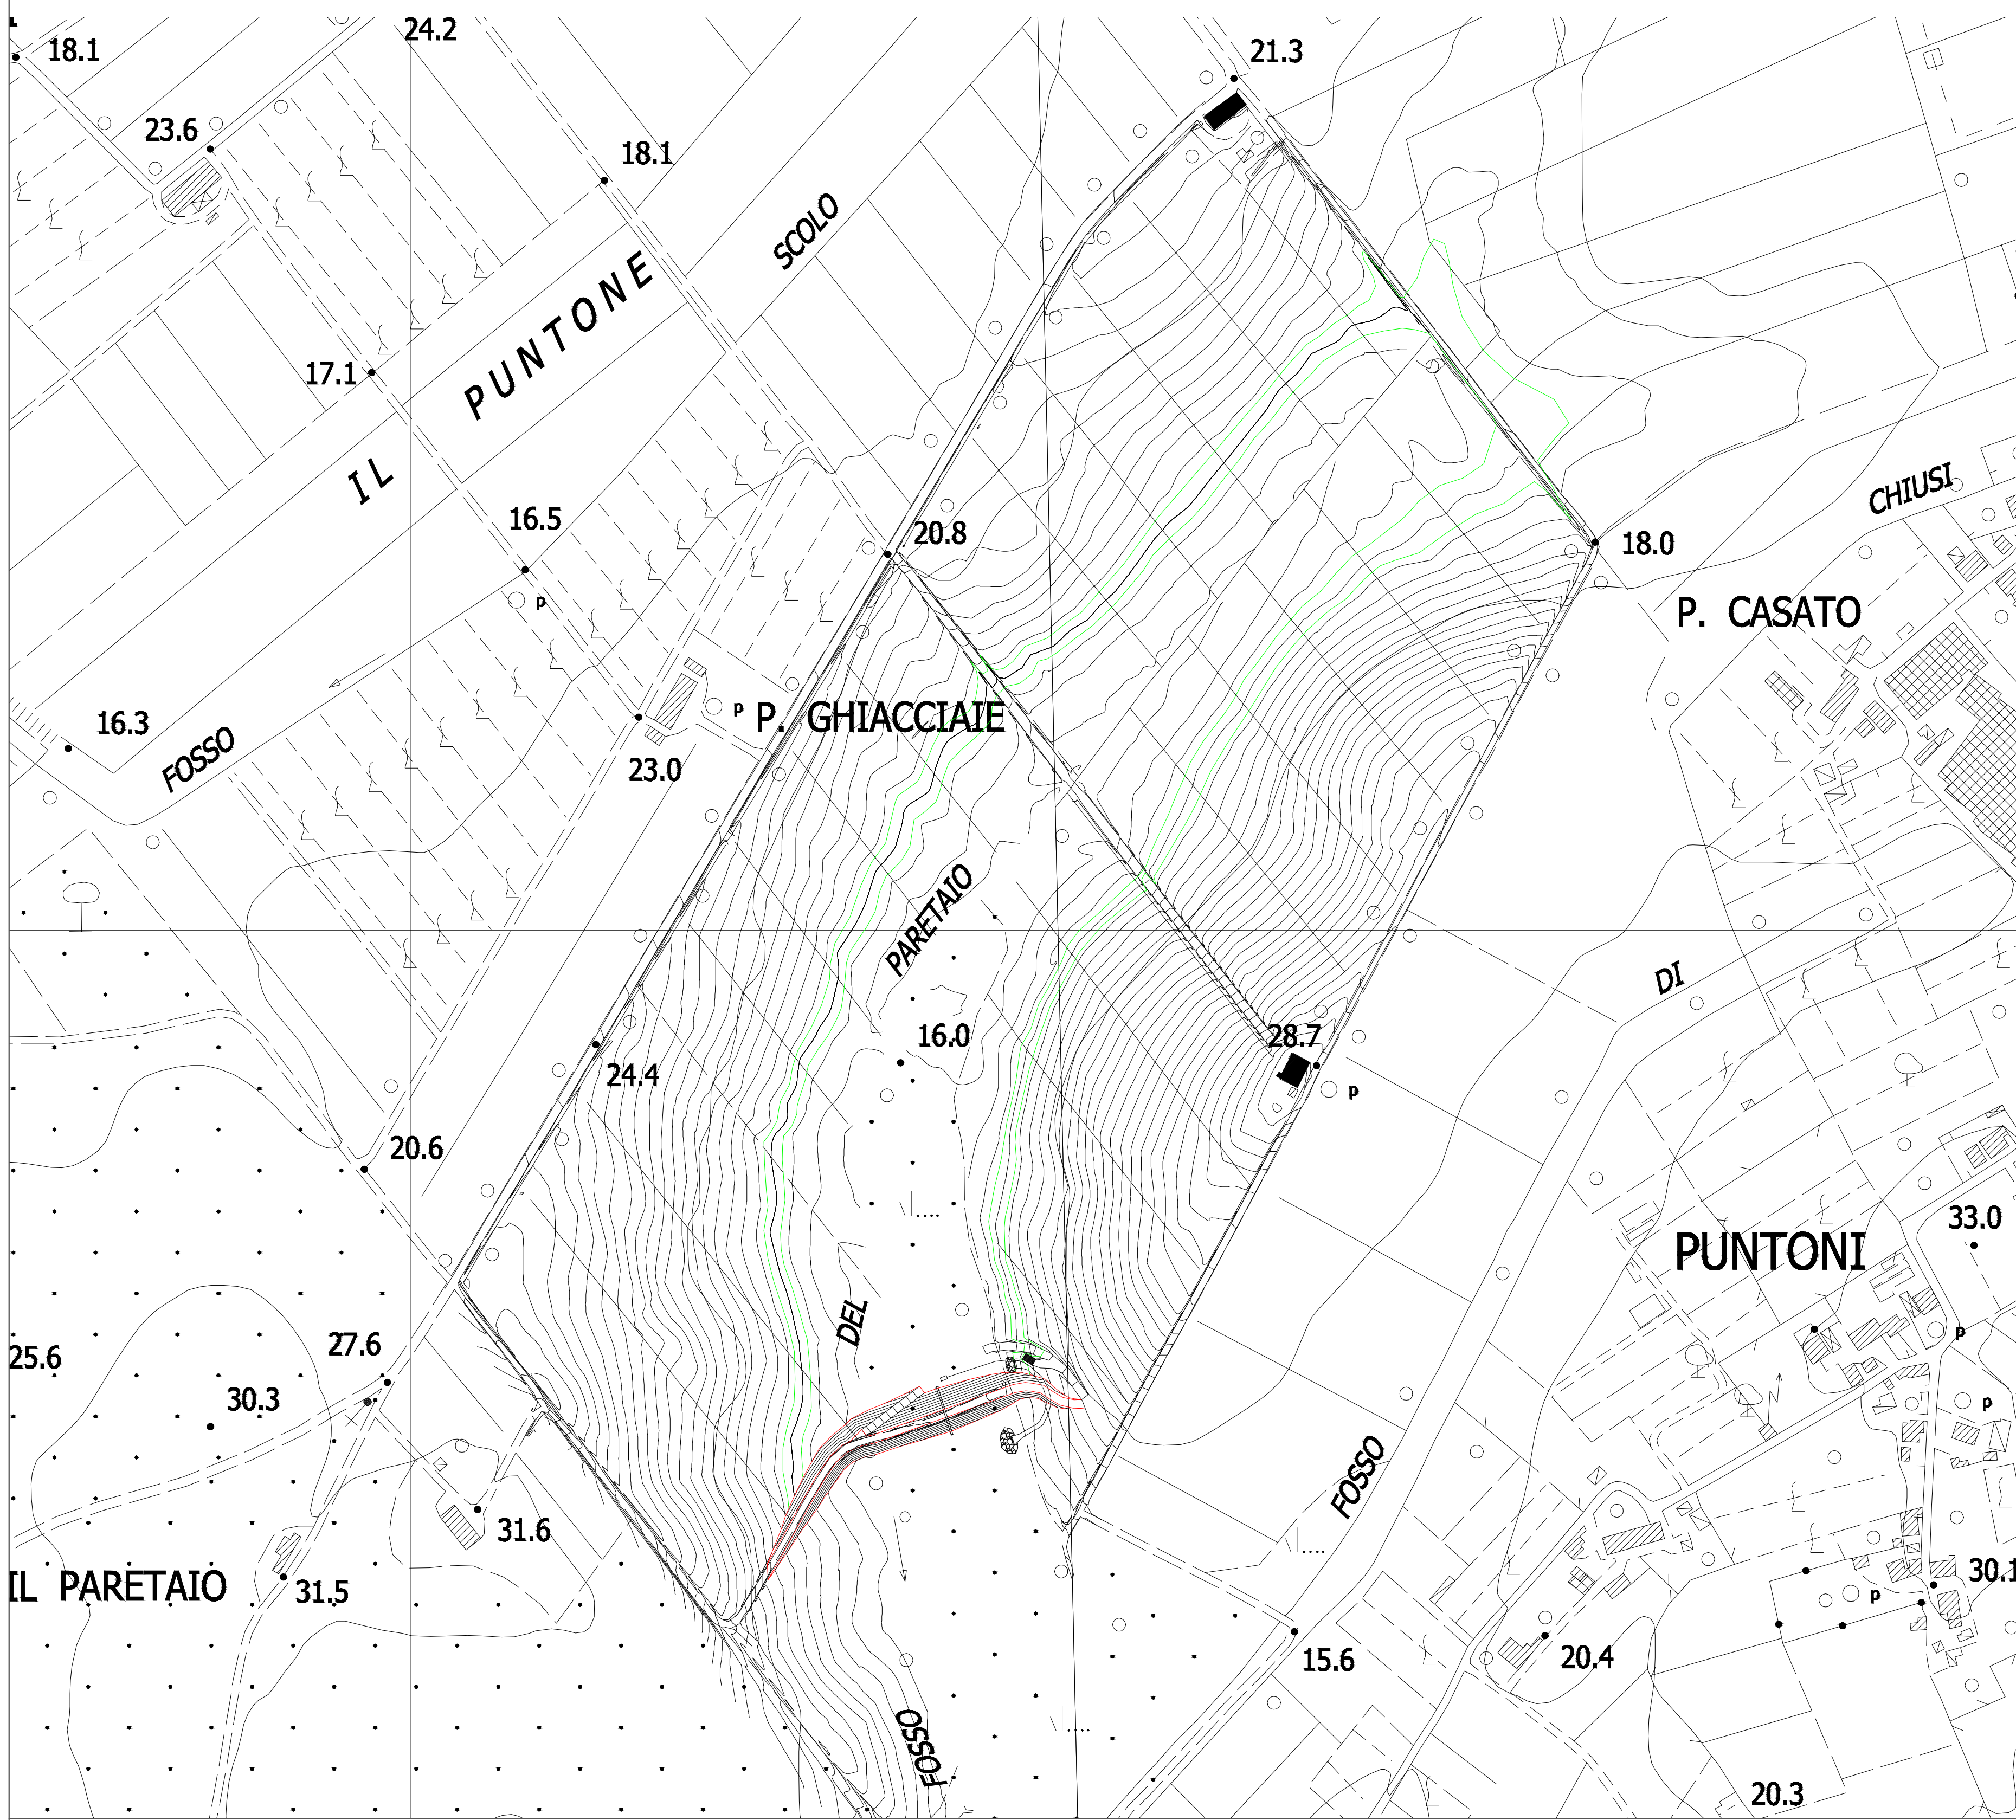 24.2
18.1
21.3
23.6
18.1
SCOLO
IL PUNTONE
17.1
CHIUSI
16.5
20.8
18.0
p
P. CASATO
16.3
p
P. GHIACCIAIE
FOSSO
23.0
PARETAIO
DI
16.0
28.7
24.4
p
20.6
33.0
PUNTONI
DEL
27.6
25.6
p
30.3
p
FOSSO
31.6
30.1
IL PARETAIO
31.5
p
15.6
20.4
FOSSO
20.3